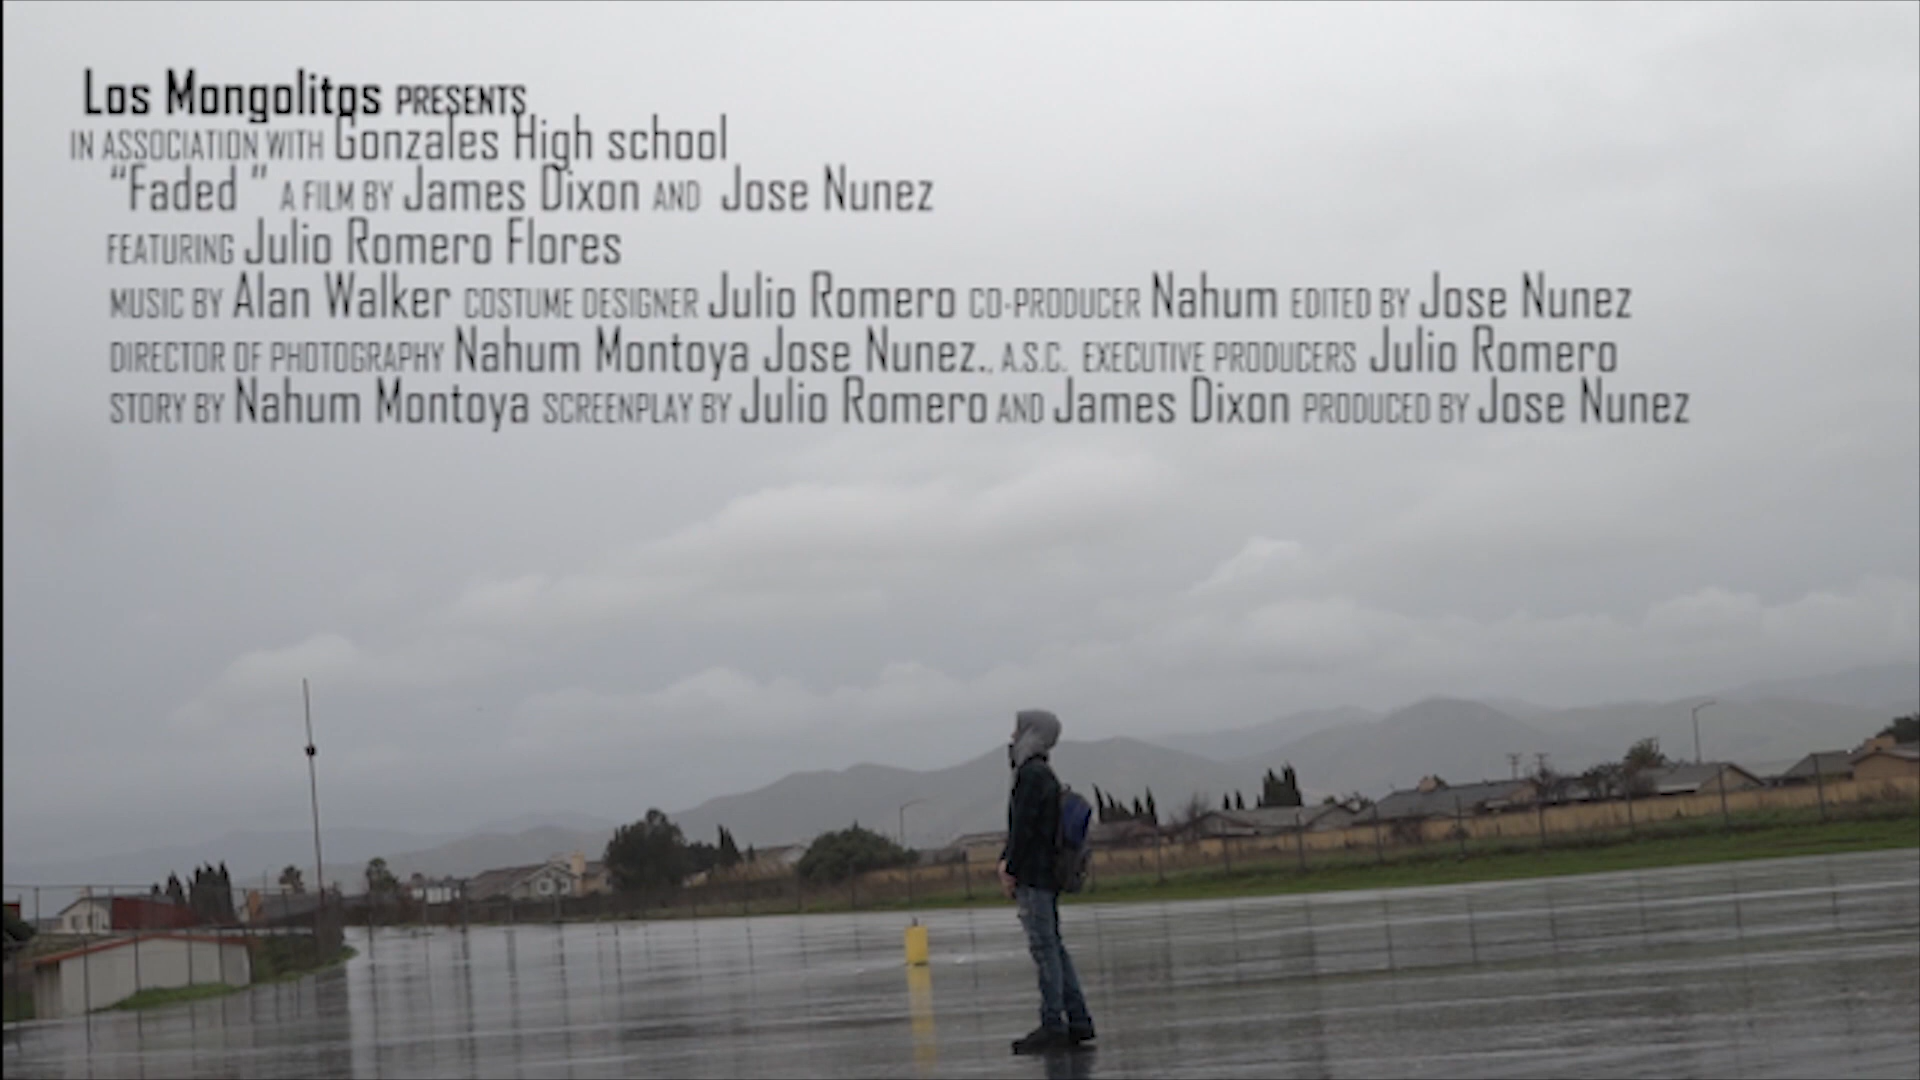 Los Mongolitos PRESENTS
IN ASSOCIATION WITH Gonzales High school
“Faded ” A FILM BY James Dixon AND Jose Nunez
FEATURING Julio Romero Flores
MUSIC BY Alan Walker COSTUME DESIGNER Julio Romero CO-PRODUCER Nahum EDITED BY Jose Nunez
DIRECTOR OF PHOTOGRAPHY Nahum Montoya Jose Nunez., A.S.C. EXECUTIVE PRODUCERS Julio Romero
STORY BY Nahum Montoya SCREENPLAY BY Julio Romero AND James Dixon PRODUCED BY Jose Nunez